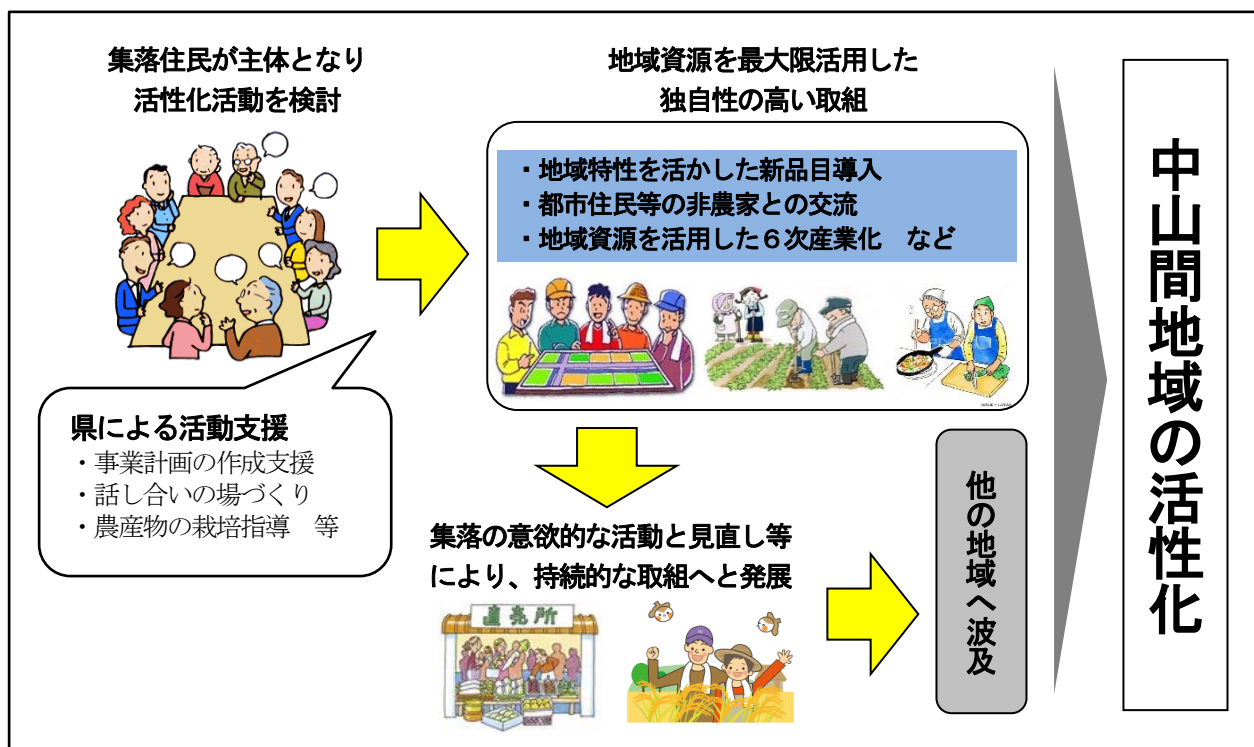 集落住民が主体となり
活性化活動を検討
地域資源を最大限活用した
独自性の高い取組
・地域特性を活かした新品目導入
・都市住民等の非農家との交流
・地域資源を活用した６次産業化　など
県による活動支援
・事業計画の作成支援
・話し合いの場づくり
・農産物の栽培指導　等
集落の意欲的な活動と見直し等
により、持続的な取組へと発展
直売所
他の地域へ波及
中山間地域の活性化